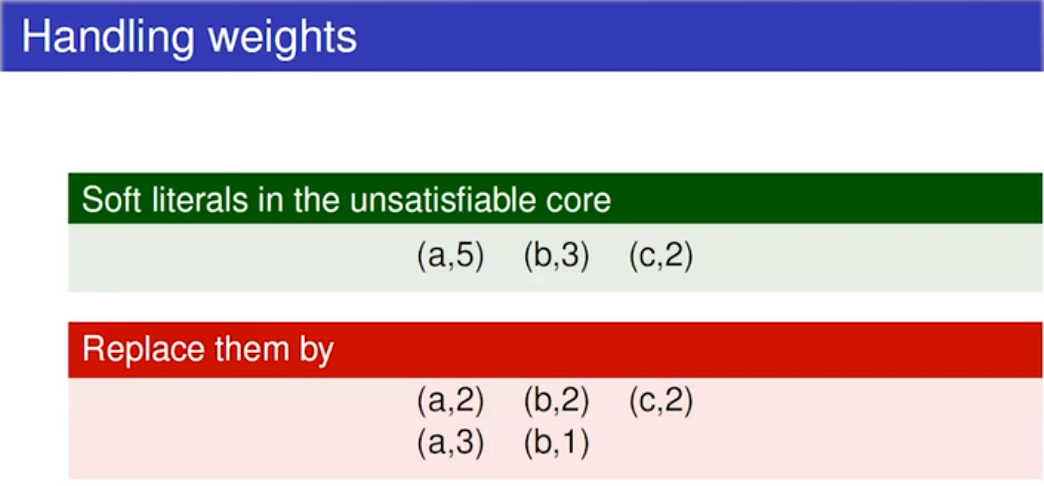 Handling weights
Soft literals in the unsatisfiable core
(a,5) (b,3) (c,2)
Replace them by
(a,2) (b,2) (c,2)
(a,3) (b,1)